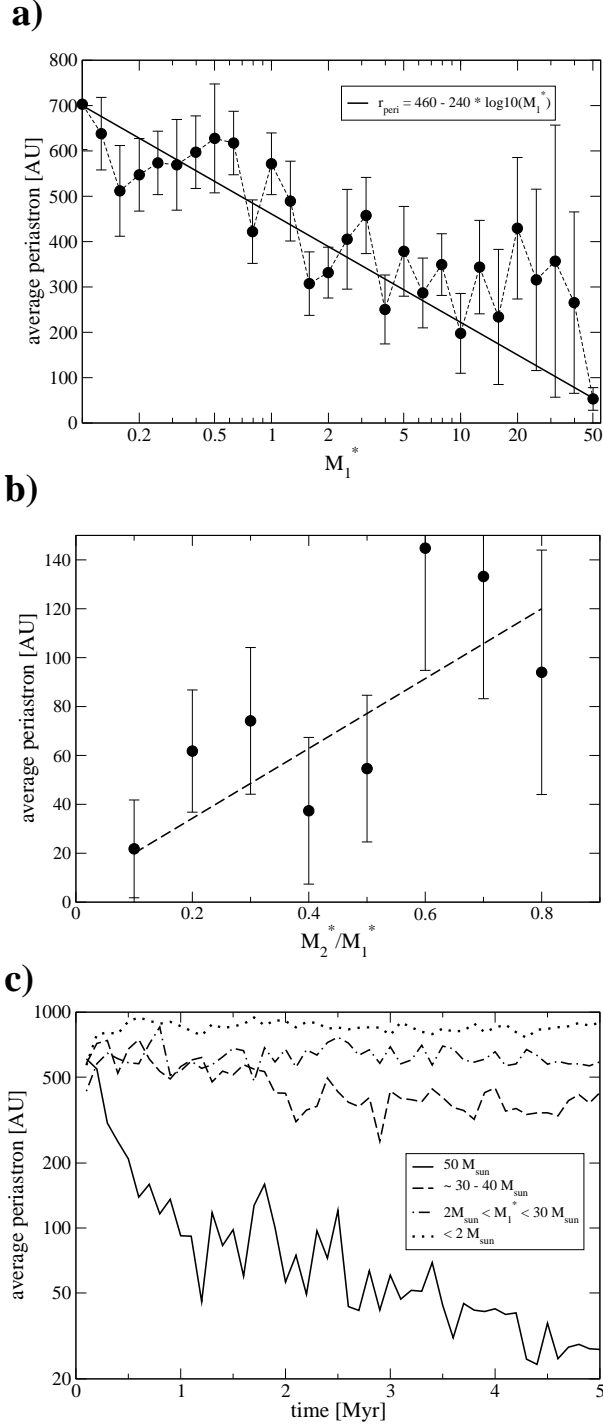 a)
800
700
600
500
400
300
200
100
0
average periastron [AU]
r_peri = 460 - 240 * log10(M_1^*)
0.2 0.5 1 2 5 10 20 50
M_1^*
b)
140
120
100
80
60
40
20
0
average periastron [AU]
0 0.2 0.4 0.6 0.8
M_2^*/M_1^*
c)
1000
500
200
100
50
20
average periastron [AU]
50 M_sun
~ 30 - 40 M_sun
2M_sun < M_1^* < 30 M_sun
< 2 M_sun
0 1 2 3 4 5
time [Myr]